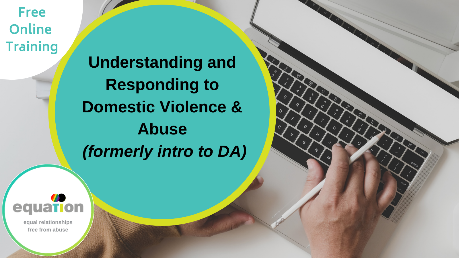 Free
Online
Training
Understanding and
Responding to
Domestic Violence &
Abuse
(formerly intro to DA)
equation
equal relationships
free from abuse